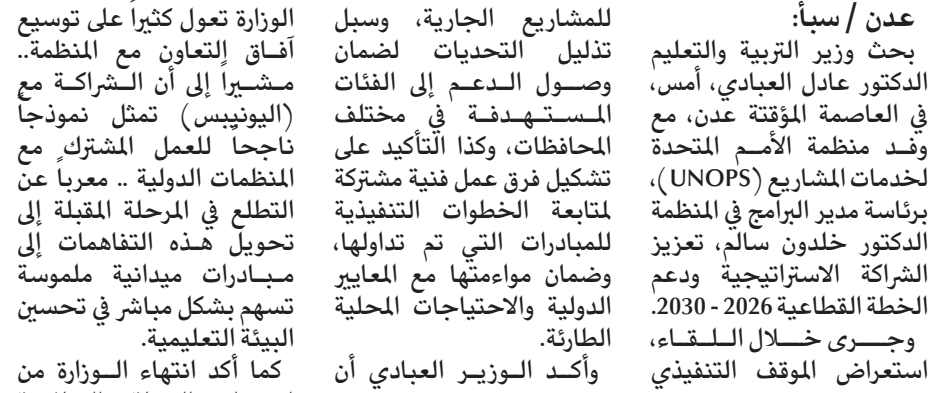 عدن / سبأ:
بحث وزير التربية والتعليم
الدكتور عادل العبادي، أمس،
في العاصمة المؤقتة عدن، مع
وفد منظمة الأمم المتحدة
لخدمات المشاريع (UNOPS)،
برئاسة مدير البرامج في المنظمة
الدكتور خلدون سالم، تعزيز
الشراكة الاستراتيجية ودعم
الخطة القطاعية 2026 - 2030.
وجرى خلال اللقاء،
استعراض الموقف التنفيذي
للمشاريع الجارية، وسبل
تذليل التحديات لضمان
وصول الدعم إلى الفئات
المستهدفة في مختلف
المحافظات، وكذا التأكيد على
تشكيل فرق عمل فنية مشتركة
لمتابعة الخطوات التنفيذية
للمبادرات التي تم تداولها،
وضمان مواءمتها مع المعايير
الدولية والاحتياجات المحلية
الطارئة.
وأكد الوزير العبادي أن
الوزارة تعول كثيراً على توسيع
آفاق التعاون مع المنظمة..
مشيراً إلى أن الشراكة مع
(اليونيبس) تمثل نموذجاً
ناجحاً للعمل المشترك مع
المنظمات الدولية .. معرباً عن
التطلع في المرحلة المقبلة إلى
تحويل هذه التفاهمات إلى
مبادرات ميدانية ملموسة
تسهم بشكل مباشر في تحسين
البيئة التعليمية.
كما أكد انتهاء الوزارة من